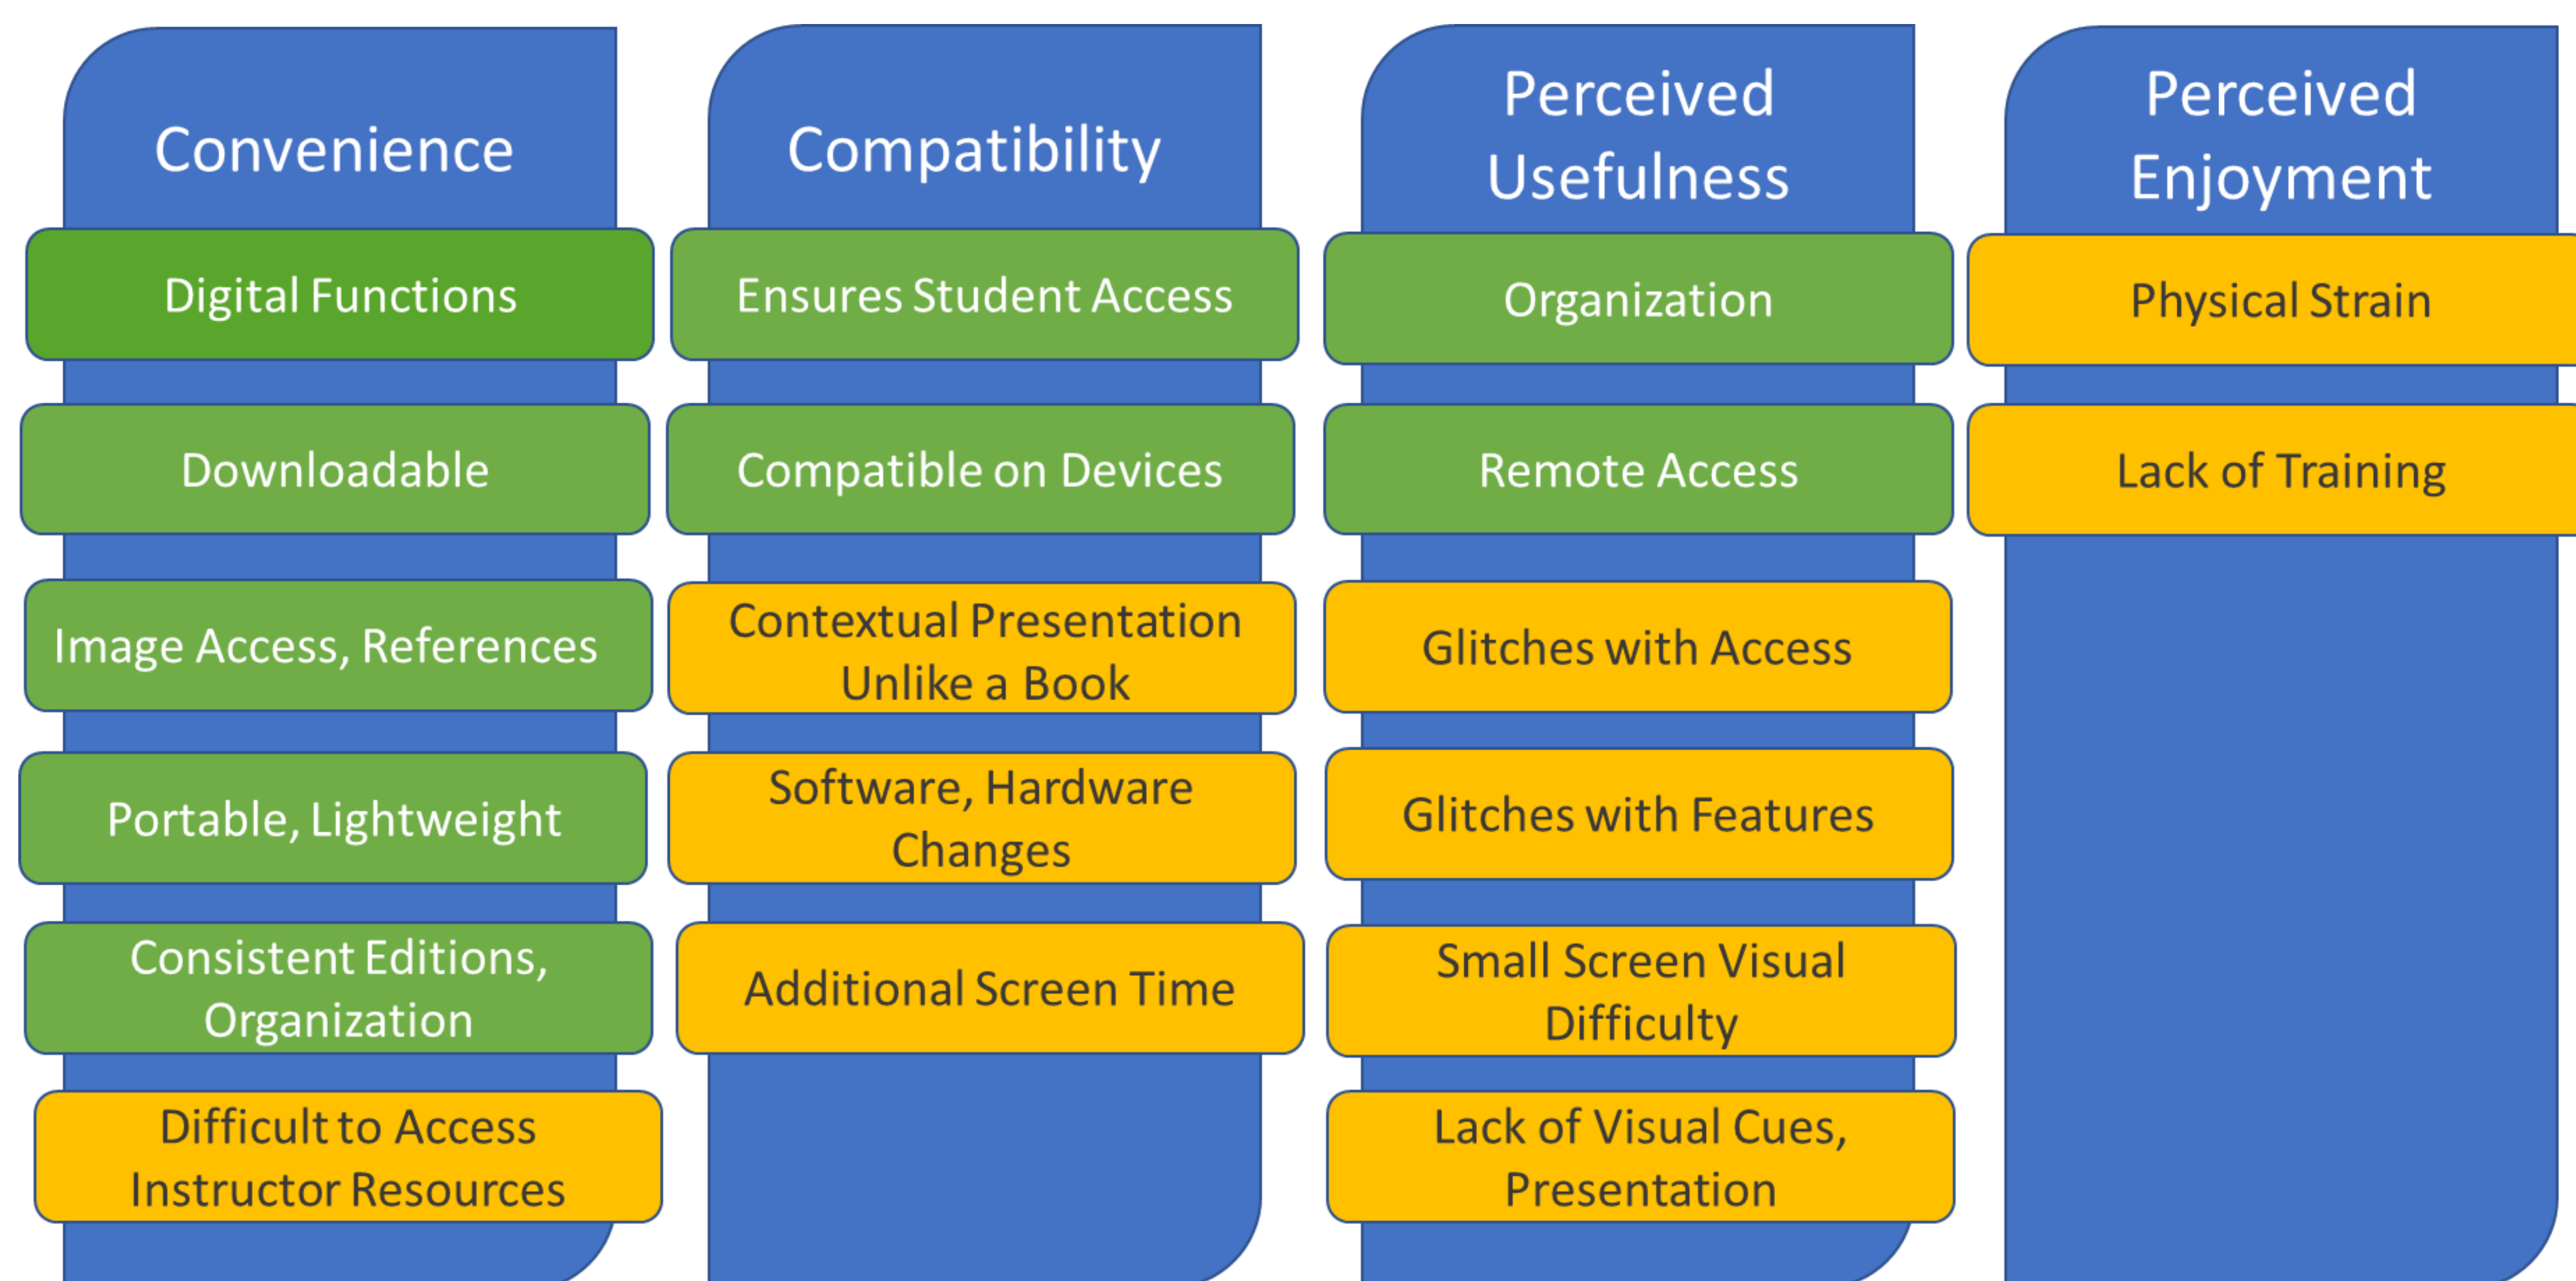 Convenience
Digital Functions
Downloadable
Image Access, References
Portable, Lightweight
Consistent Editions,
Organization
Difficult to Access
Instructor Resources
Compatibility
Ensures Student Access
Compatible on Devices
Contextual Presentation
Unlike a Book
Software, Hardware
Changes
Additional Screen Time
Perceived
Usefulness
Organization
Remote Access
Glitches with Access
Glitches with Features
Small Screen Visual
Difficulty
Lack of Visual Cues,
Presentation
Perceived
Enjoyment
Physical Strain
Lack of Training